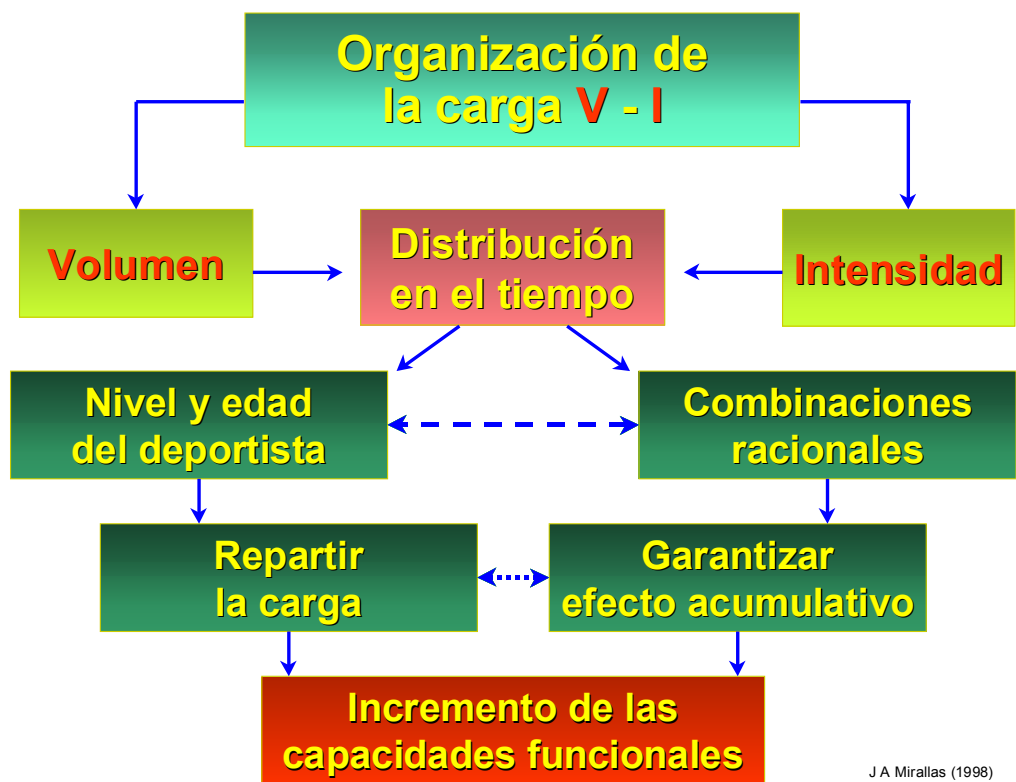 Organización de
la carga V - I
Volumen
Distribución
en el tiempo
Intensidad
Nivel y edad
del deportista
Combinaciones
racionales
Repartir
la carga
Garantizar
efecto acumulativo
Incremento de las
capacidades funcionales
J A Mirallas (1998)